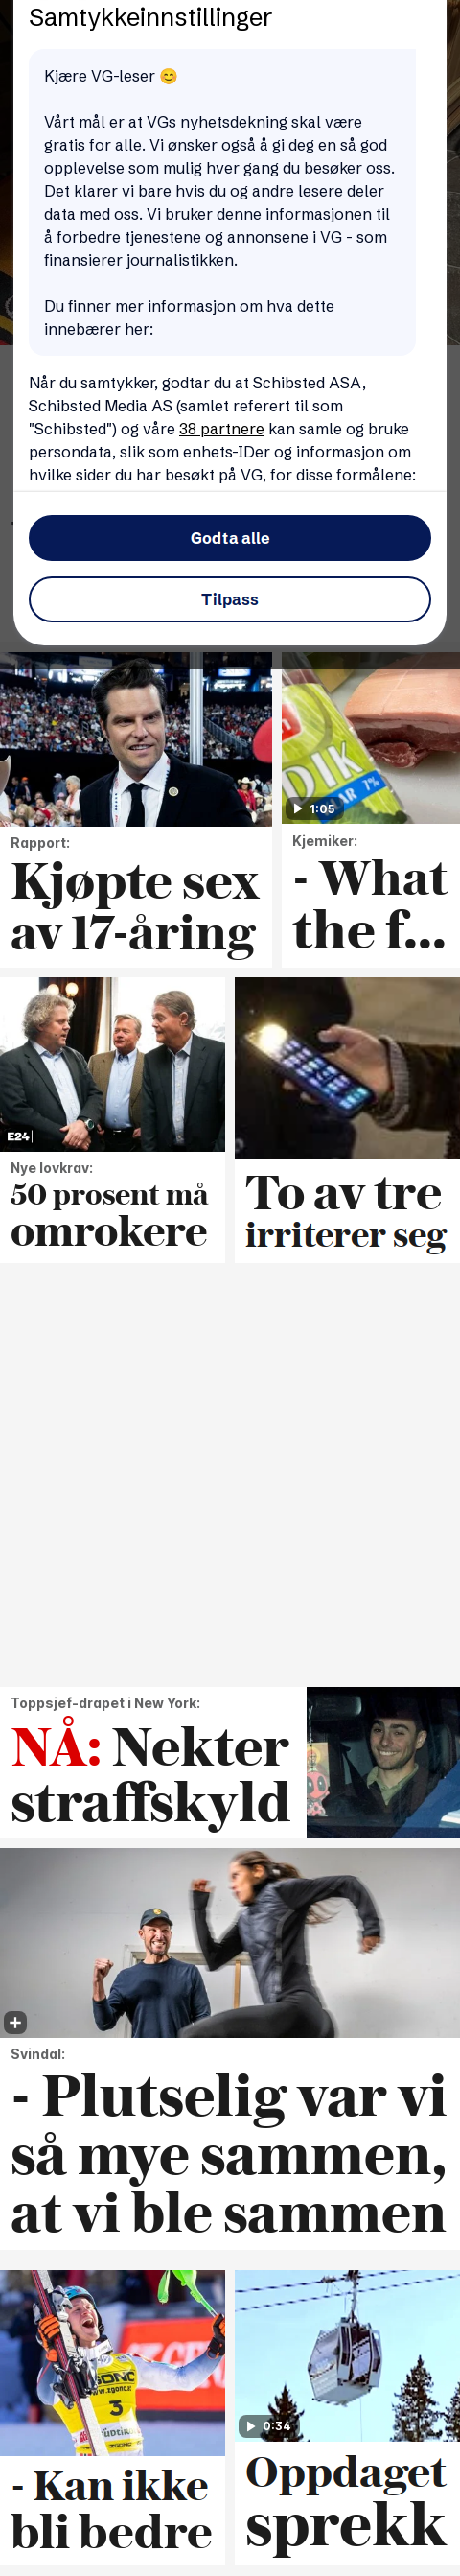 Samtykkeinnstillinger
Kjære VG-leser 😊
Vårt mål er at VGs nyhetsdekning skal være
gratis for alle. Vi ønsker også å gi deg en så god
opplevelse som mulig hver gang du besøker oss.
Det klarer vi bare hvis du og andre lesere deler
data med oss. Vi bruker denne informasjonen til
å forbedre tjenestene og annonsene i VG - som
finansierer journalistikken.
Du finner mer informasjon om hva dette
innebærer her:
Når du samtykker, godtar du at Schibsted ASA,
Schibsted Media AS (samlet referert til som
"Schibsted") og våre 38 partnere kan samle og bruke
persondata, slik som enhets-IDer og informasjon om
hvilke sider du har besøkt på VG, for disse formålene:
Godta alle
Tilpass
Rapport:
Kjøpte sex
av 17-åring
DIK
AR 7%
1:05
Kjemiker:
- What
the f...
E24
Nye lovkrav:
50 prosent må
omrokere
To av tre
irriterer seg
Toppsjef-drapet i New York:
NÅ: Nekter
straffskyld
Svindal:
- Plutselig var vi
så mye sammen,
at vi ble sammen
3
- Kan ikke
bli bedre
0:34
Oppdaget
sprekk